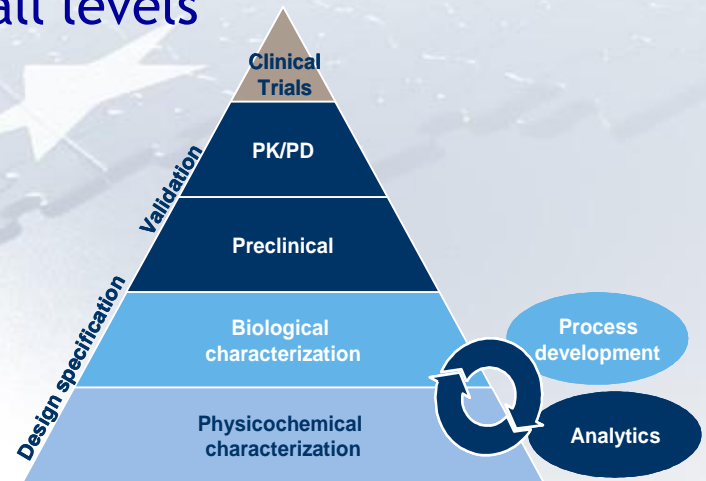 all levels
Clinical
Trials
PK/PD
Validation
Preclinical
Biological
characterization
Process
development
Design specification
Physicochemical
characterization
Analytics